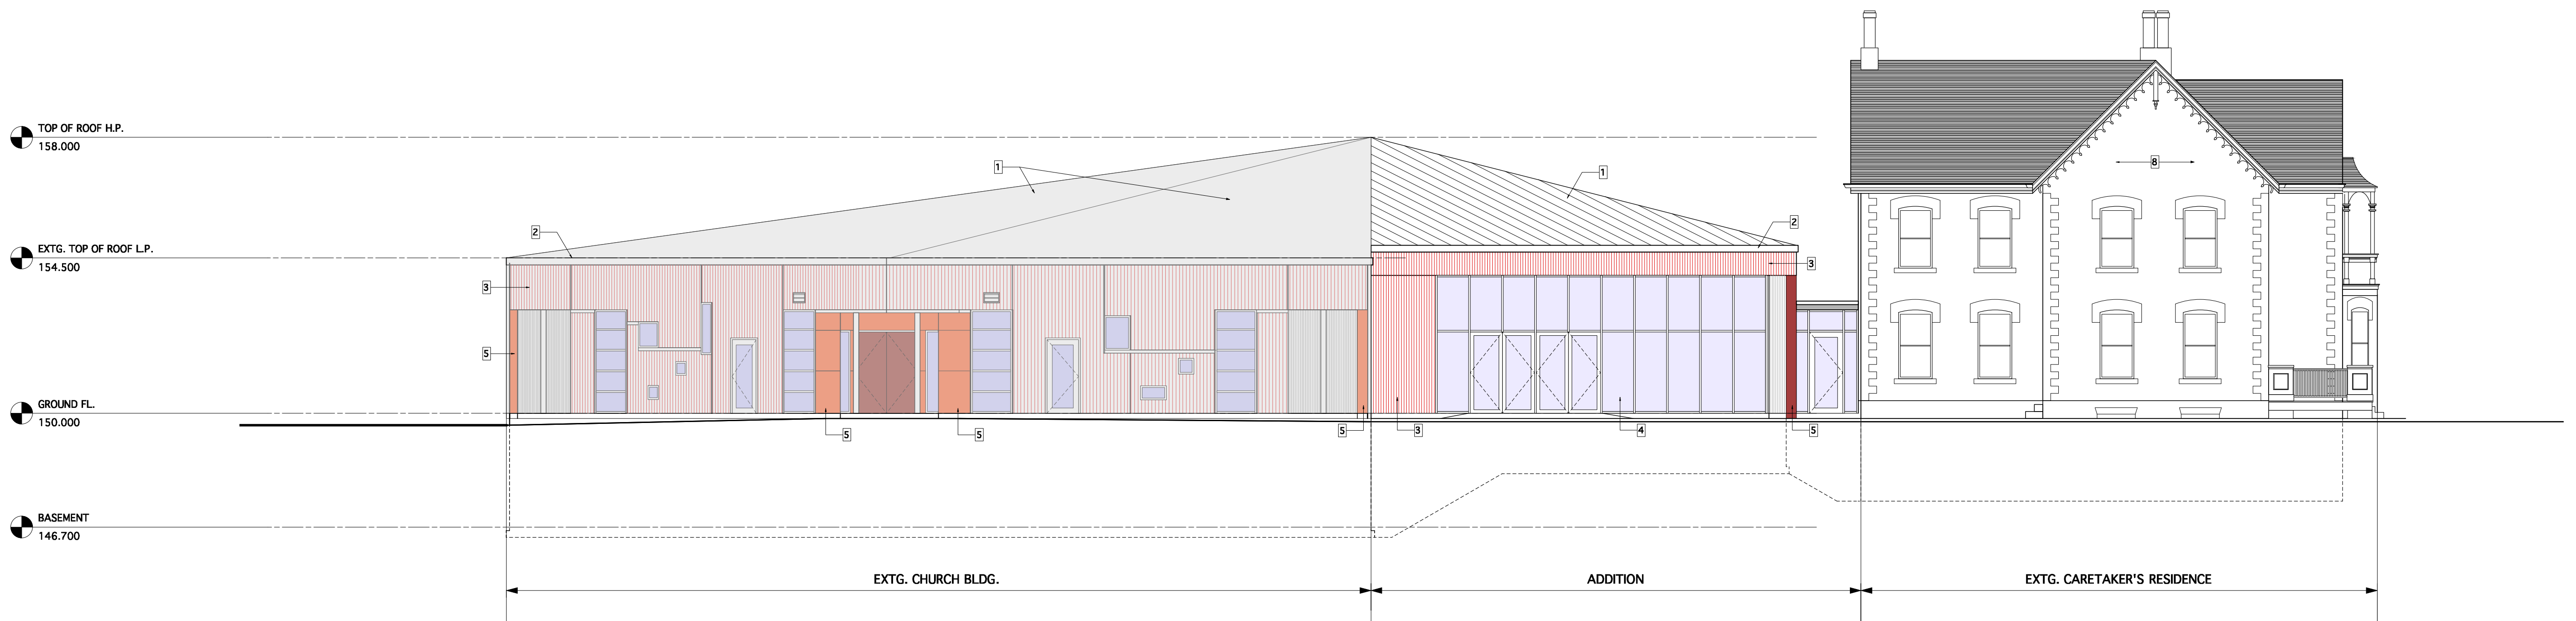 TOP OF ROOF H.P.
158.000
1
1
8
2
2
EXTG. TOP OF ROOF L.P.
154.500
3
3
5
GROUND FL.
150.000
5
5
5
3
4
5
BASEMENT
146.700
EXTG. CHURCH BLDG.
ADDITION
EXTG. CARETAKER'S RESIDENCE